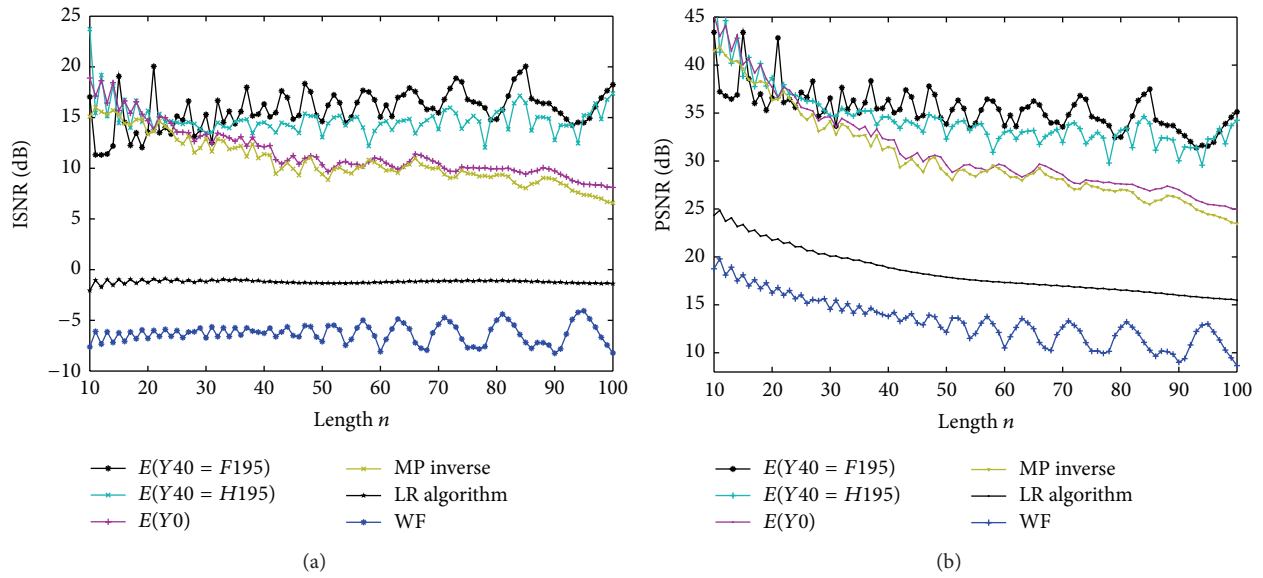 25
20
15
10
5
0
−5
−10
ISNR (dB)
10 20 30 40 50 60 70 80 90 100
Length n
E(Y40 = F195)
E(Y40 = H195)
E(Y0)
MP inverse
LR algorithm
WF
(a)
45
40
35
30
25
20
15
10
PSNR (dB)
10 20 30 40 50 60 70 80 90 100
Length n
E(Y40 = F195)
E(Y40 = H195)
E(Y0)
MP inverse
LR algorithm
WF
(b)